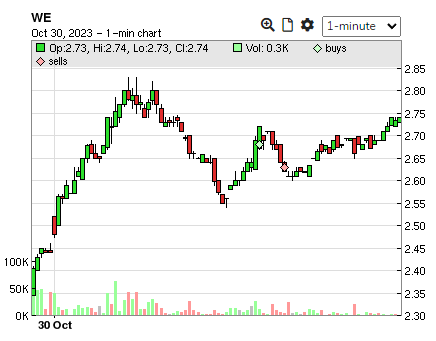 WE
Oct 30, 2023 - 1-min chart
1-minute
Op:2.73, Hi:2.74, Lo:2.73, Cl:2.74 Vol: 0.3K buys
sells
2.85
2.80
2.75
2.70
2.65
2.60
2.55
2.50
2.45
2.40
2.35
2.30
100K
50K
0K
30 Oct